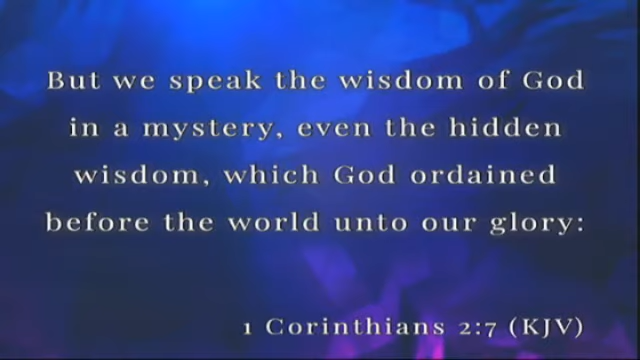 But we speak the wisdom of God
in a mystery, even the hidden
wisdom, which God ordained
before the world unto our glory:
1 Corinthians 2:7 (KJV)